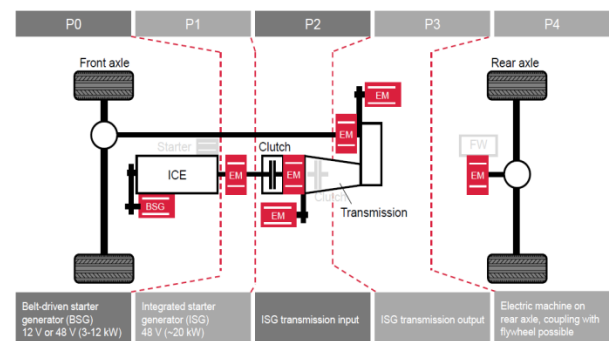 P0
P1
P2
P3
P4
Front axle
Rear axle
EM
Starter
EM
FW
Clutch
ICE
EM
EM
EM
Clutch
BSG
EM
Transmission
Belt-driven starter
generator (BSG)
12 V or 48 V (3-12 kW)
Integrated starter
generator (ISG)
48 V (~20 kW)
ISG transmission input
ISG transmission output
Electric machine on
rear axle, coupling with
flywheel possible